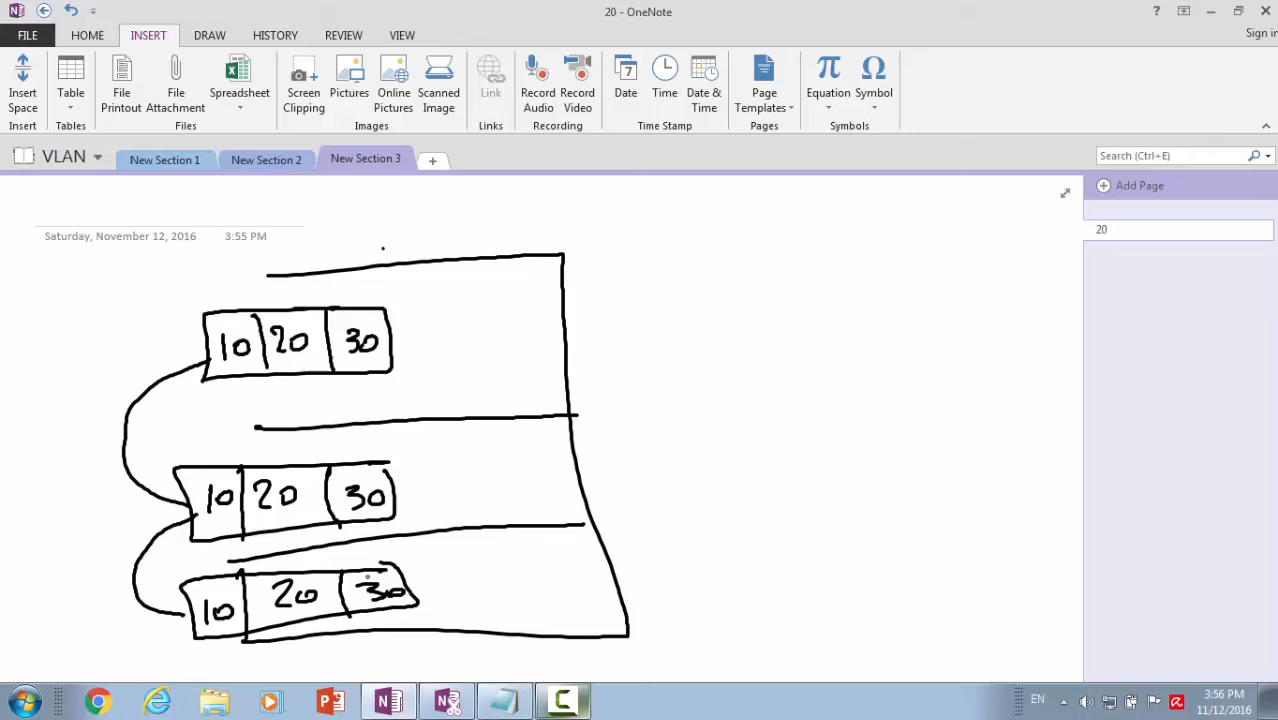 20 - OneNote
Sign in
FILE HOME INSERT DRAW HISTORY REVIEW VIEW
Insert Space
Table
File Printout
File Attachment
Spreadsheet
Screen Clipping
Pictures
Online Pictures
Scanned Image
Link
Record Audio
Record Video
Date
Time
Date & Time
Page Templates
Equation
Symbol
Insert Tables Files Images Links Recording Time Stamp Pages Symbols
VLAN New Section 1 New Section 2 New Section 3
Search (Ctrl+E)
Add Page
20
Saturday, November 12, 2016 3:55 PM
10 20 30
10 20 30
10 20 30
EN
3:56 PM
11/12/2016